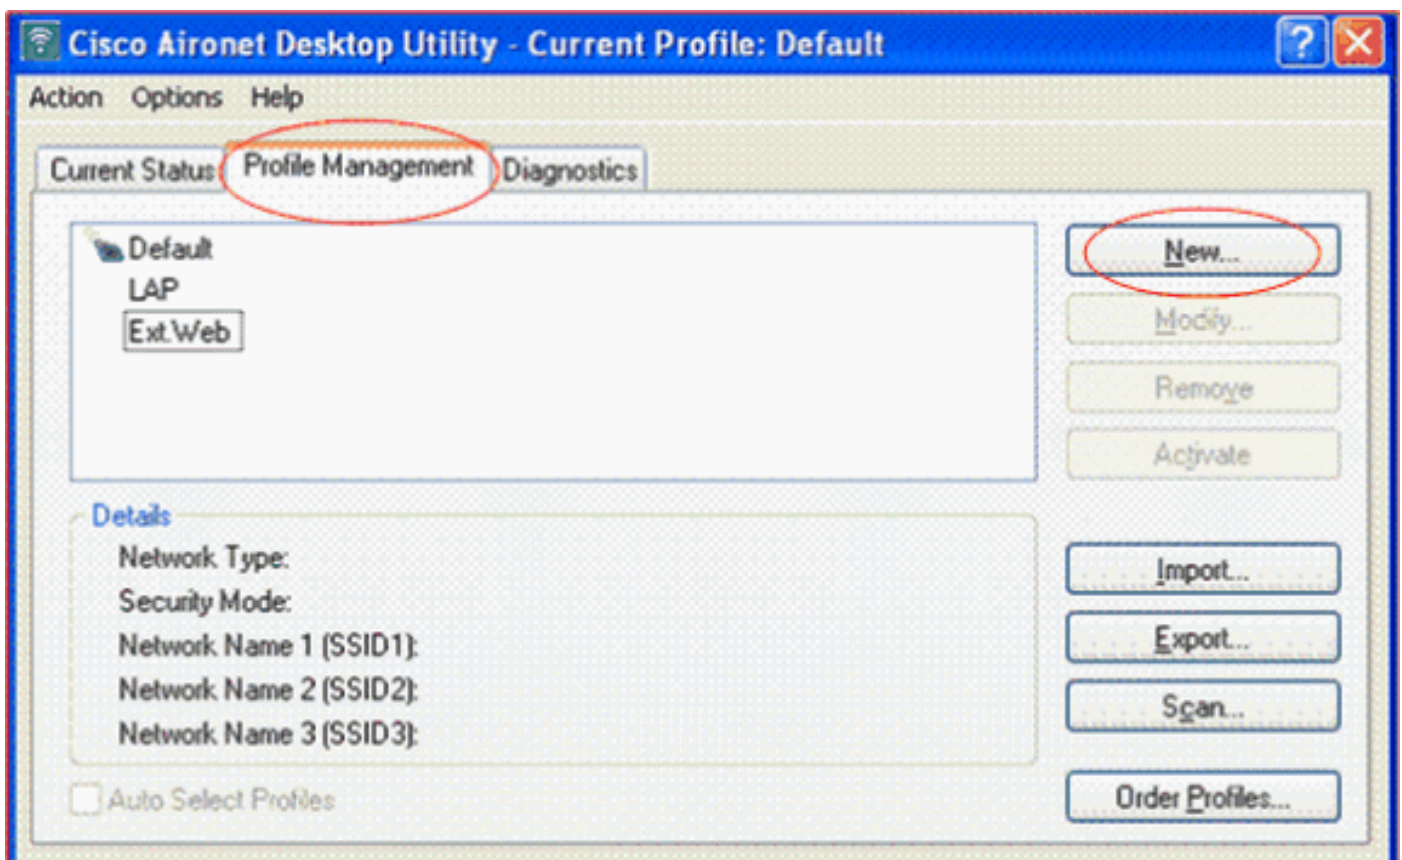 Cisco Aironet Desktop Utility - Current Profile: Default
?
Action Options Help
Current Status Profile Management Diagnostics
Default
LAP
Ext.Web
New...
Modify...
Remove
Activate
Details
Network Type:
Security Mode:
Network Name 1 (SSID1):
Network Name 2 (SSID2):
Network Name 3 (SSID3):
Import...
Export...
Scan...
Auto Select Profiles
Order Profiles...